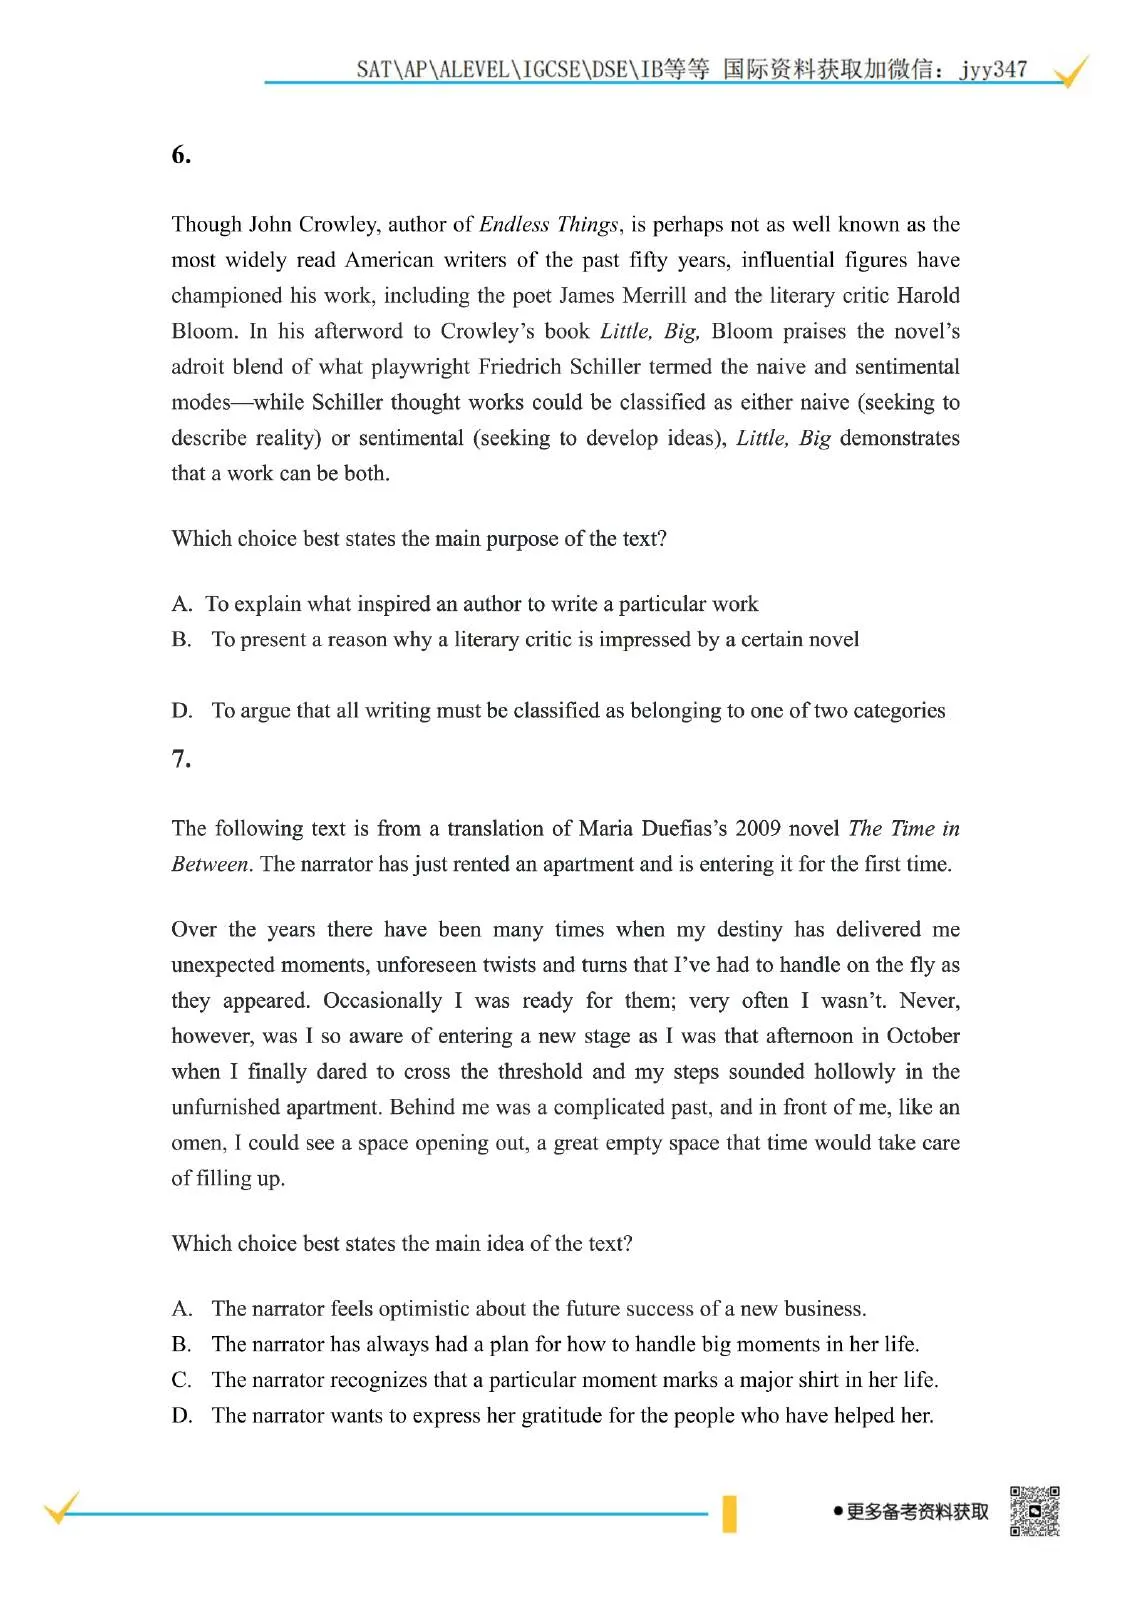 SAT\AP\ALEVEL\IGCSE\DSE\IB等等 国际资料获取加微信：jyy347
6.
Though John Crowley, author of Endless Things, is perhaps not as well known as the
most widely read American writers of the past fifty years, influential figures have
championed his work, including the poet James Merrill and the literary critic Harold
Bloom. In his afterword to Crowley's book Little, Big, Bloom praises the novel's
adroit blend of what playwright Friedrich Schiller termed the naive and sentimental
modes—while Schiller thought works could be classified as either naive (seeking to
describe reality) or sentimental (seeking to develop ideas), Little, Big demonstrates
that a work can be both.
Which choice best states the main purpose of the text?
A. To explain what inspired an author to write a particular work
B. To present a reason why a literary critic is impressed by a certain novel
D. To argue that all writing must be classified as belonging to one of two categories
7.
The following text is from a translation of Maria Duefias's 2009 novel The Time in
Between. The narrator has just rented an apartment and is entering it for the first time.
Over the years there have been many times when my destiny has delivered me
unexpected moments, unforeseen twists and turns that I've had to handle on the fly as
they appeared. Occasionally I was ready for them; very often I wasn't. Never,
however, was I so aware of entering a new stage as I was that afternoon in October
when I finally dared to cross the threshold and my steps sounded hollowly in the
unfurnished apartment. Behind me was a complicated past, and in front of me, like an
omen, I could see a space opening out, a great empty space that time would take care
of filling up.
Which choice best states the main idea of the text?
A. The narrator feels optimistic about the future success of a new business.
B. The narrator has always had a plan for how to handle big moments in her life.
C. The narrator recognizes that a particular moment marks a major shirt in her life.
D. The narrator wants to express her gratitude for the people who have helped her.
●更多备考资料获取